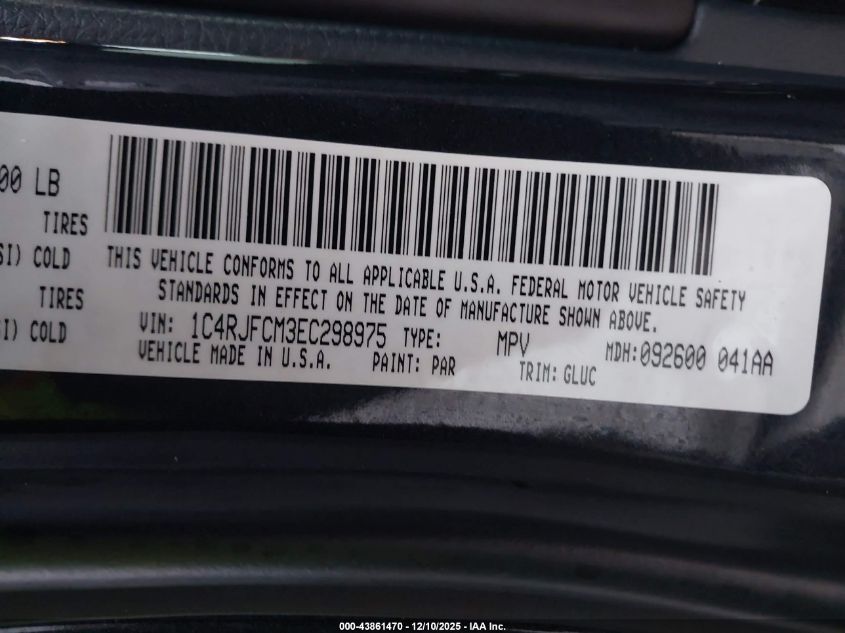 00 LB
TIRES
SI) COLD
TIRES
SI) COLD
THIS VEHICLE CONFORMS TO ALL APPLICABLE U.S.A. FEDERAL MOTOR VEHICLE SAFETY
STANDARDS IN EFFECT ON THE DATE OF MANUFACTURE SHOWN ABOVE.
VIN: 1C4RJFCM3EC298975 TYPE: MPV MDH:092600 041AA
VEHICLE MADE IN U.S.A. PAINT: PAR TRIM: GLUC
000-43861470 - 12/10/2025 - IAA Inc.